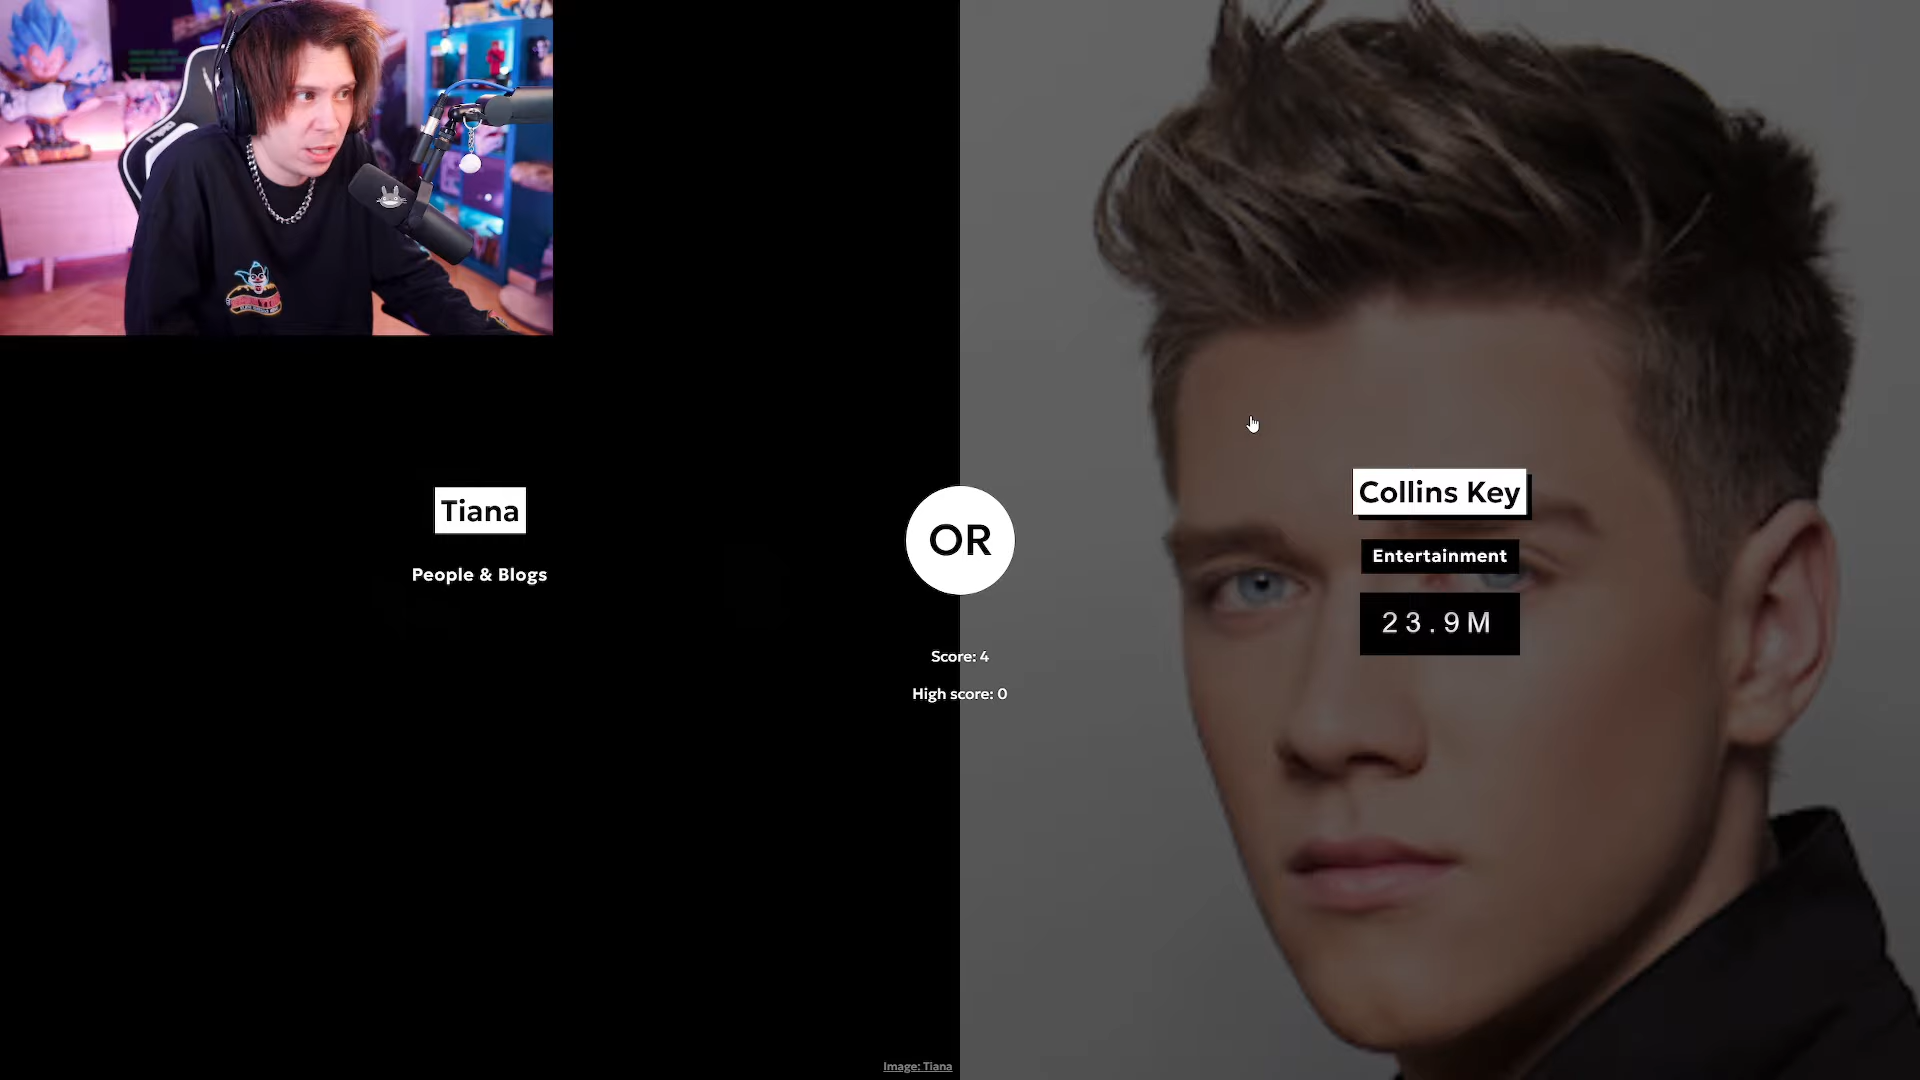 Tiana
People & Blogs
OR
Score: 4
High score: 0
Collins Key
Entertainment
23.9M
Image: Tiana